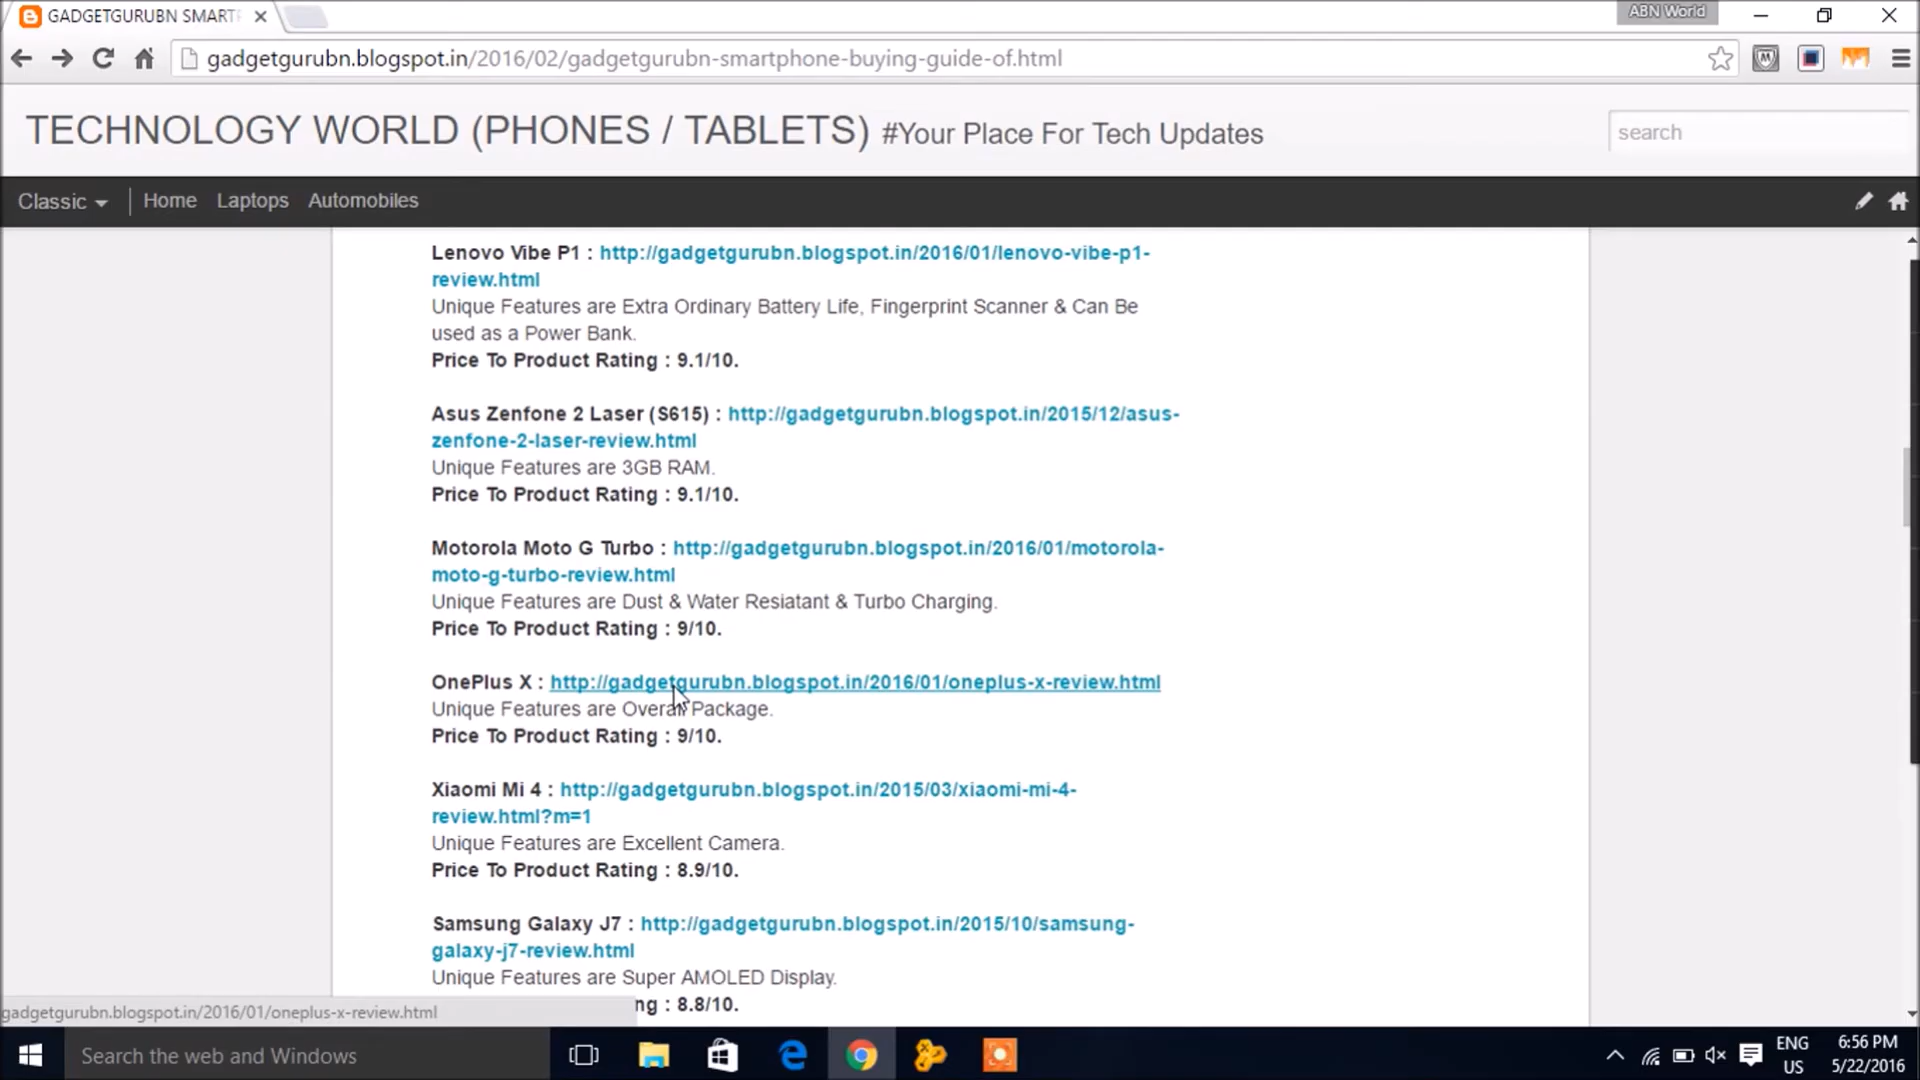 GADGETGURUBN SMART
ABN World
gadgetgurubn.blogspot.in/2016/02/gadgetgurubn-smartphone-buying-guide-of.html
TECHNOLOGY WORLD (PHONES / TABLETS) #Your Place For Tech Updates
search
Classic Home Laptops Automobiles
Lenovo Vibe P1 : http://gadgetgurubn.blogspot.in/2016/01/lenovo-vibe-p1-
review.html
Unique Features are Extra Ordinary Battery Life, Fingerprint Scanner & Can Be
used as a Power Bank.
Price To Product Rating : 9.1/10.
Asus Zenfone 2 Laser (S615) : http://gadgetgurubn.blogspot.in/2015/12/asus-
zenfone-2-laser-review.html
Unique Features are 3GB RAM.
Price To Product Rating : 9.1/10.
Motorola Moto G Turbo : http://gadgetgurubn.blogspot.in/2016/01/motorola-
moto-g-turbo-review.html
Unique Features are Dust & Water Resiatant & Turbo Charging.
Price To Product Rating : 9/10.
OnePlus X : http://gadgetgurubn.blogspot.in/2016/01/oneplus-x-review.html
Unique Features are Overall Package.
Price To Product Rating : 9/10.
Xiaomi Mi 4 : http://gadgetgurubn.blogspot.in/2015/03/xiaomi-mi-4-
review.html?m=1
Unique Features are Excellent Camera.
Price To Product Rating : 8.9/10.
Samsung Galaxy J7 : http://gadgetgurubn.blogspot.in/2015/10/samsung-
galaxy-j7-review.html
Unique Features are Super AMOLED Display.
ng : 8.8/10.
gadgetgurubn.blogspot.in/2016/01/oneplus-x-review.html
Search the web and Windows
ENG
US
6:56 PM
5/22/2016